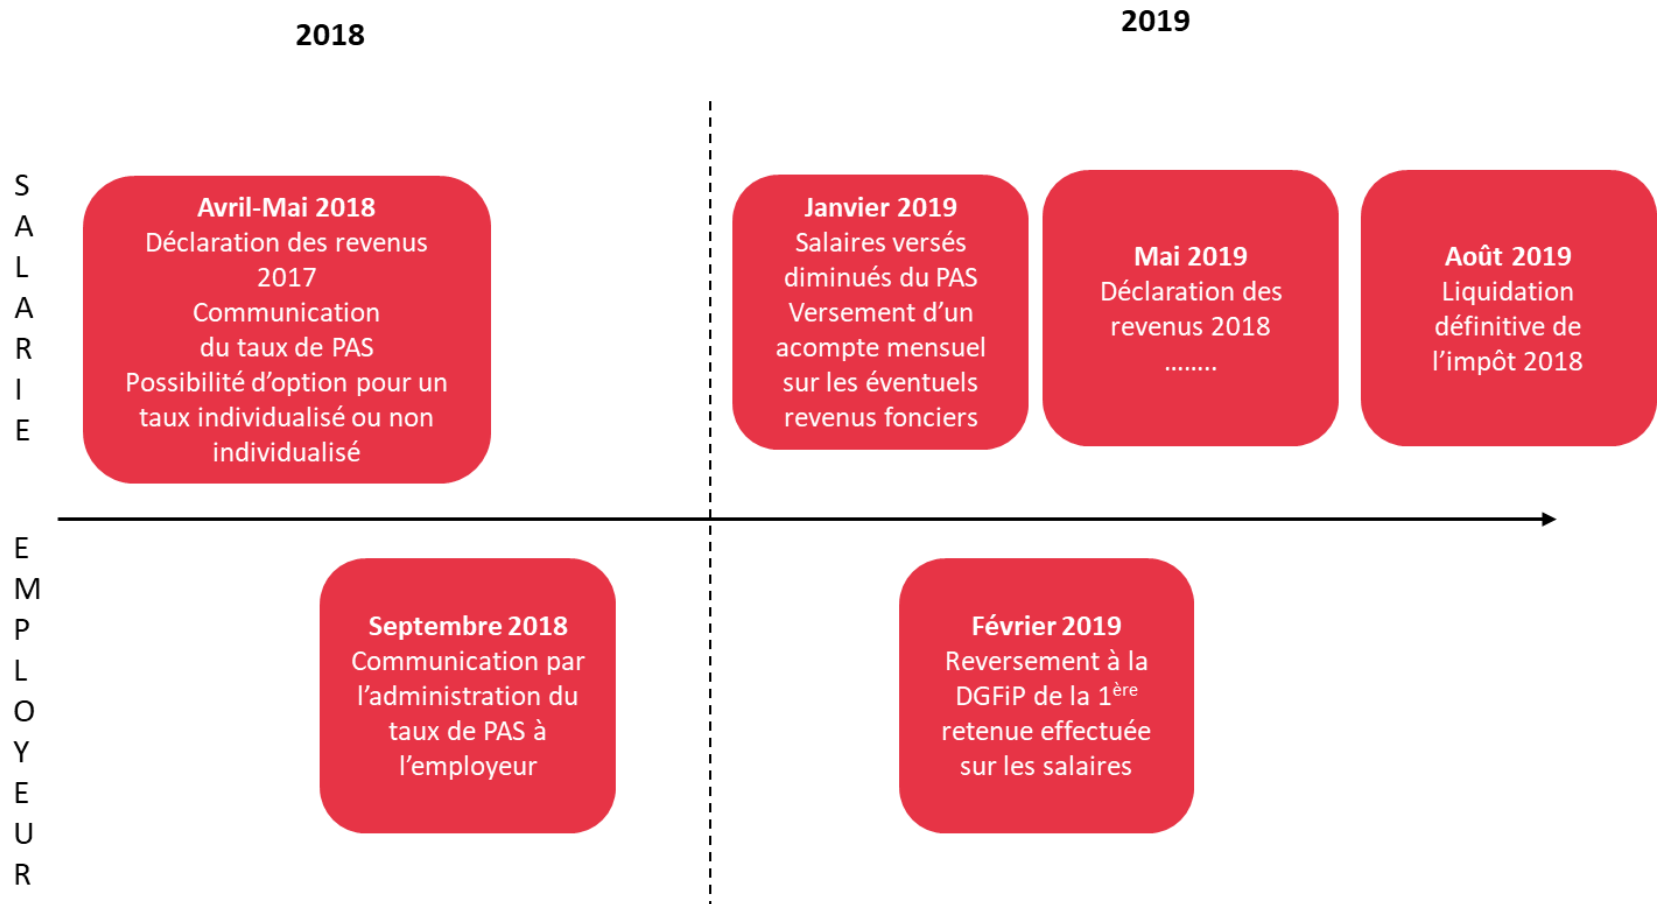 2018
2019
S
A
L
A
R
I
E
Avril-Mai 2018
Déclaration des revenus
2017
Communication
du taux de PAS
Possibilité d’option pour un
taux individualisé ou non
individualisé
Janvier 2019
Salaires versés
diminués du PAS
Versement d’un
acompte mensuel
sur les éventuels
revenus fonciers
Mai 2019
Déclaration des
revenus 2018
........
Août 2019
Liquidation
définitive de
l’impôt 2018
E
M
P
L
O
Y
E
U
R
Septembre 2018
Communication par
l’administration du
taux de PAS à
l’employeur
Février 2019
Reversement à la
DGFiP de la 1ère
retenue effectuée
sur les salaires